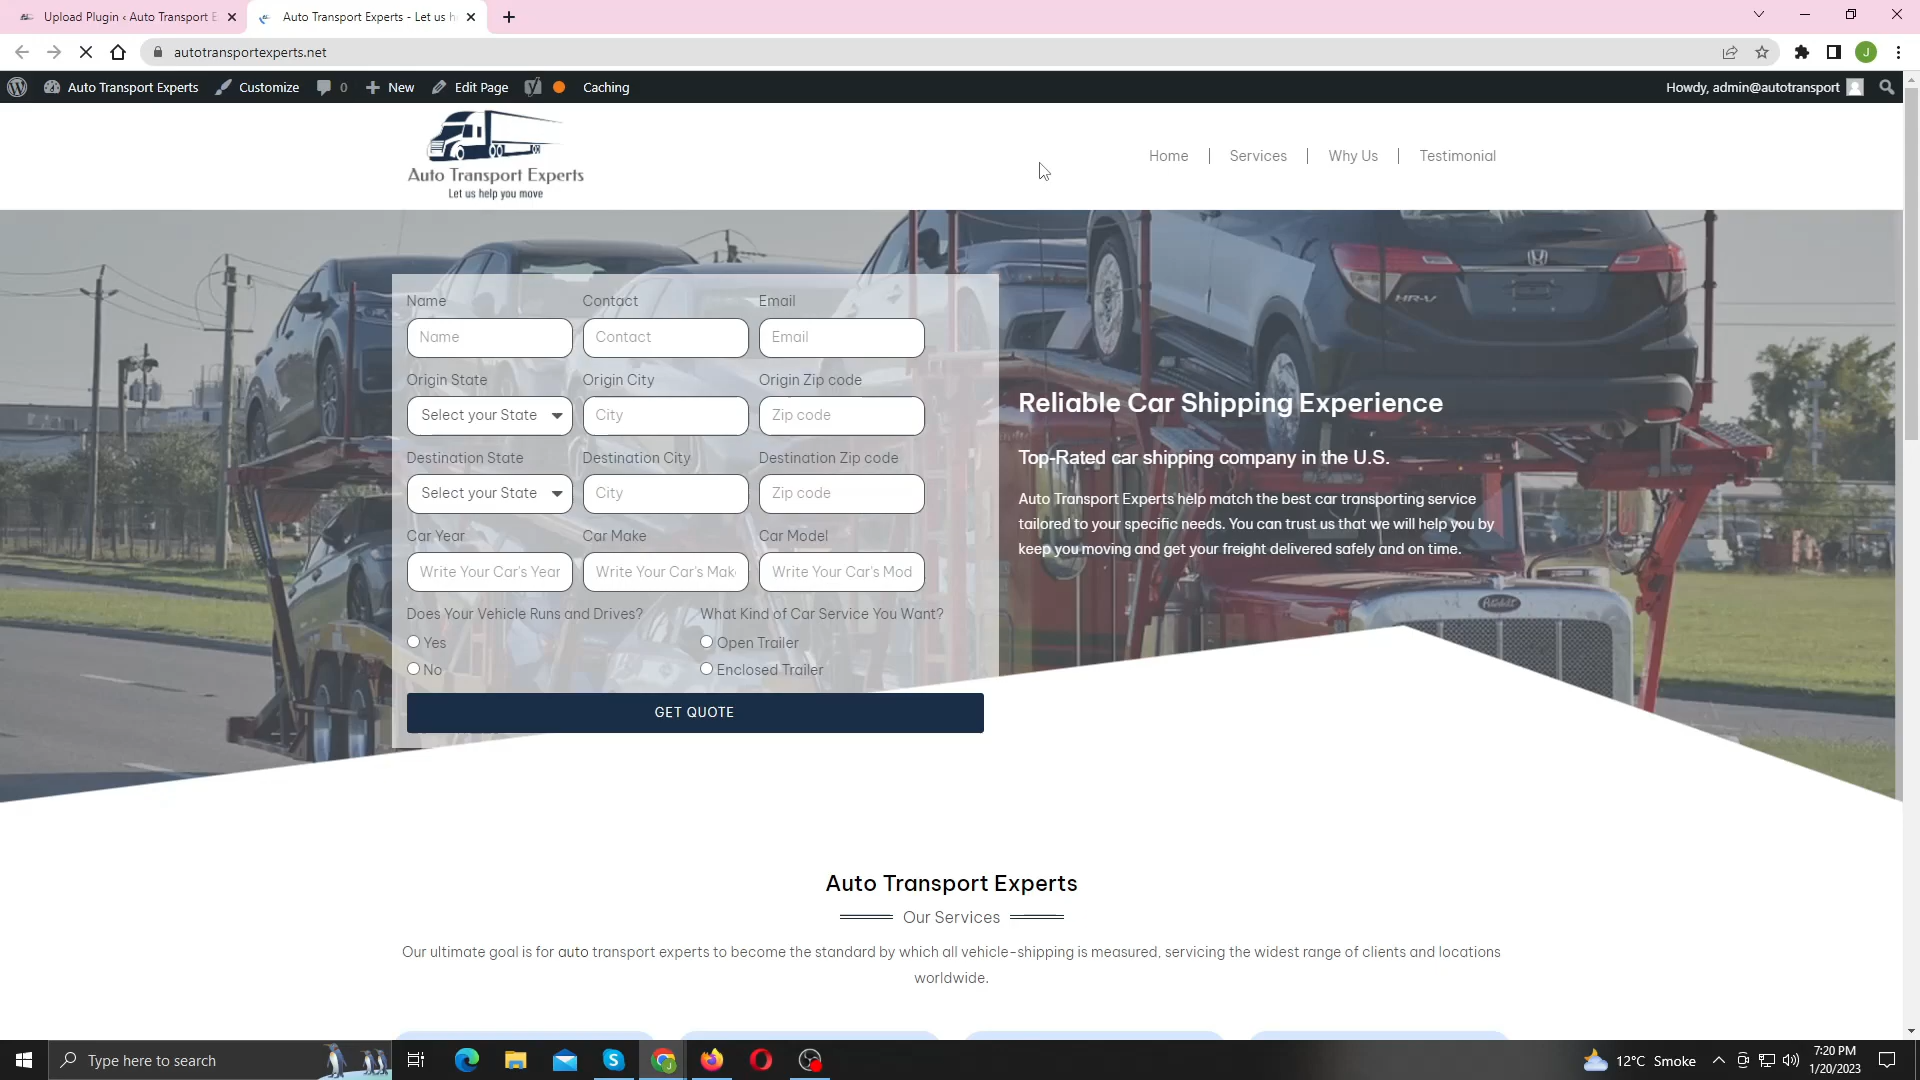 Upload Plugin ‹ Auto Transport E
Auto Transport Experts - Let us h
autotransportexperts.net
J
Auto Transport Experts
Customize
0
New
Edit Page
Caching
Howdy, admin@autotransport
Auto Transport Experts
Let us help you move
Home
Services
Why Us
Testimonial
Name
Contact
Email
Name
Contact
Email
Origin State
Origin City
Origin Zip code
Select your State
City
Zip code
Destination State
Destination City
Destination Zip code
Select your State
City
Zip code
Car Year
Car Make
Car Model
Write Your Car's Year
Write Your Car's Mak
Write Your Car's Mod
Does Your Vehicle Runs and Drives?
What Kind of Car Service You Want?
Yes
Open Trailer
No
Enclosed Trailer
GET QUOTE
HR-V
Reliable Car Shipping Experience
Top-Rated car shipping company in the U.S.
Auto Transport Experts help match the best car transporting service
tailored to your specific needs. You can trust us that we will help you by
keep you moving and get your freight delivered safely and on time.
Peterbilt
Auto Transport Experts
Our Services
Our ultimate goal is for auto transport experts to become the standard by which all vehicle-shipping is measured, servicing the widest range of clients and locations
worldwide.
Type here to search
12°C Smoke
7:20 PM
1/20/2023